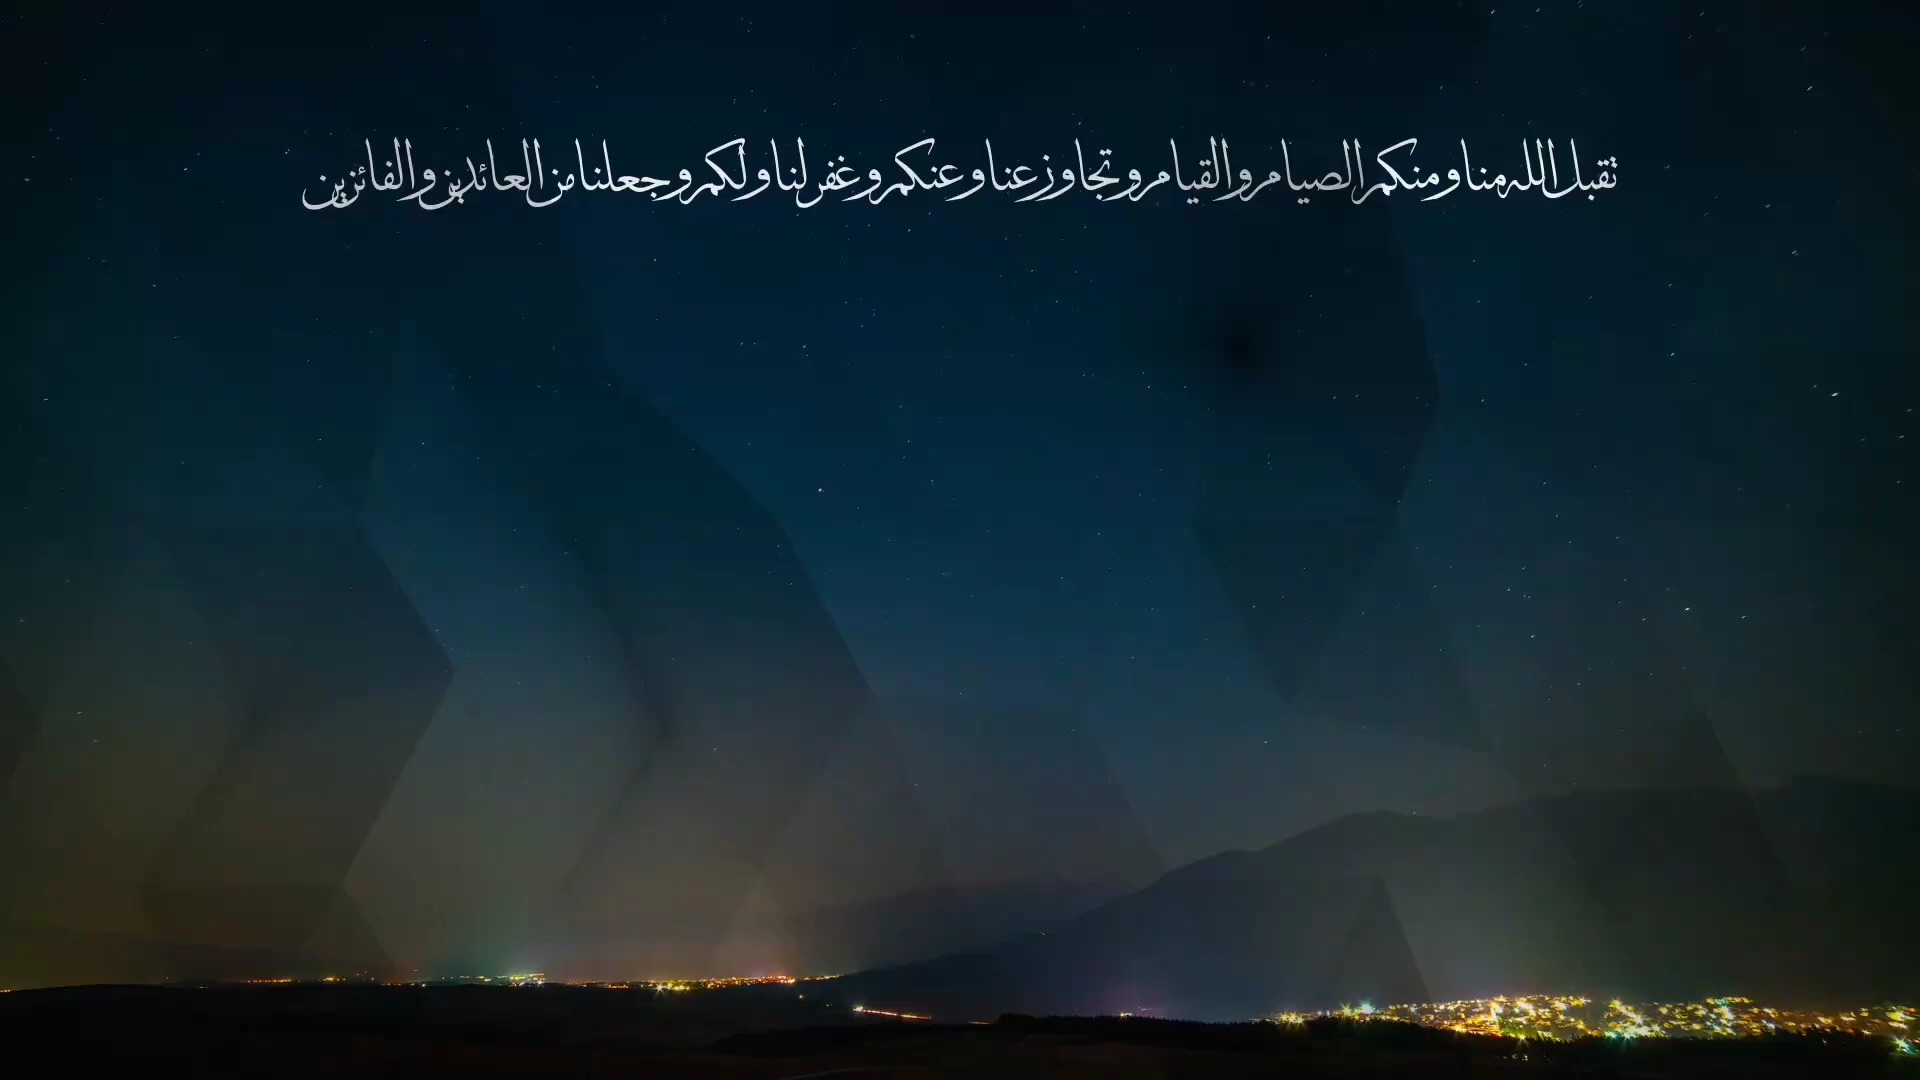 تقبل الله منا ومنكم الصيام والقيام وتجاوز عنا وعنكم وغفر لنا ولكم وجعلنا من العائدين والفائزين